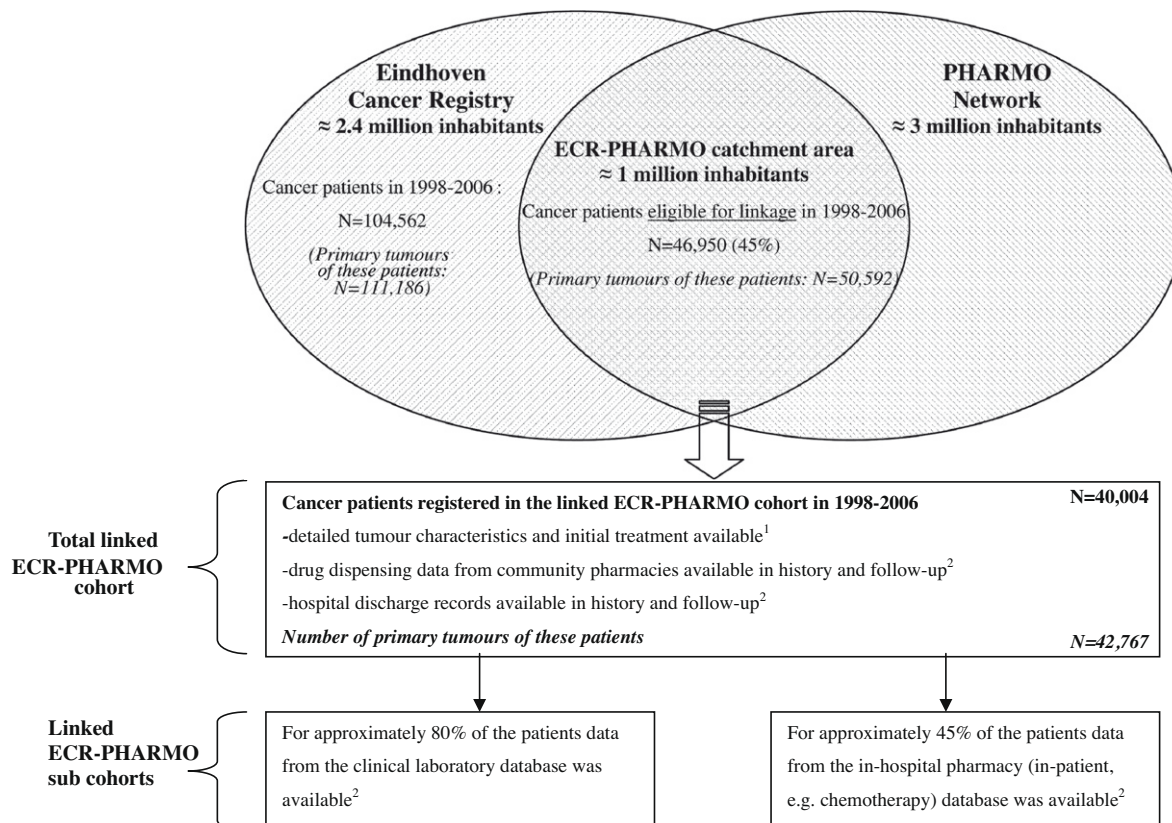 Eindhoven
Cancer Registry
≈ 2.4 million inhabitants
Cancer patients in 1998-2006 :
N=104,562
(Primary tumours
of these patients:
N=111,186)
ECR-PHARMO catchment area
≈ 1 million inhabitants
Cancer patients eligible for linkage in 1998-2006
N=46,950 (45%)
(Primary tumours of these patients: N=50,592)
PHARMO
Network
≈ 3 million inhabitants
Total linked
ECR-PHARMO
cohort
Cancer patients registered in the linked ECR-PHARMO cohort in 1998-2006 N=40,004
-detailed tumour characteristics and initial treatment available¹
-drug dispensing data from community pharmacies available in history and follow-up²
-hospital discharge records available in history and follow-up²
Number of primary tumours of these patients N=42,767
Linked
ECR-PHARMO
sub cohorts
For approximately 80% of the patients data
from the clinical laboratory database was
available²
For approximately 45% of the patients data
from the in-hospital pharmacy (in-patient,
e.g. chemotherapy) database was available²